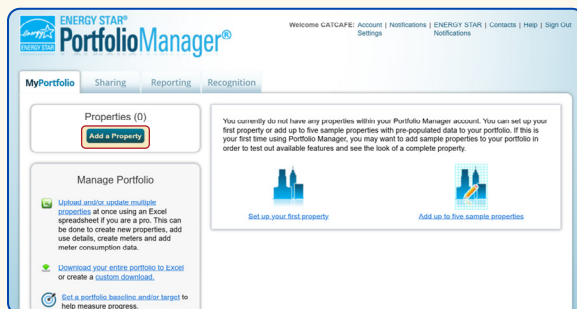 ENERGY STAR
ENERGY STAR®
PortfolioManager®
Welcome CATCAFE: Account Settings | Notifications | ENERGY STAR Notifications | Contacts | Help | Sign Out
MyPortfolio Sharing Reporting Recognition
Properties (0)
Add a Property
Manage Portfolio
Upload and/or update multiple
properties at once using an Excel
spreadsheet if you are a pro. This can
be done to create new properties, add
use details, create meters and add
meter consumption data.
Download your entire portfolio to Excel
or create a custom download.
Set a portfolio baseline and/or target to
help measure progress.
You currently do not have any properties within your Portfolio Manager account. You can set up your
first property or add up to five sample properties with pre-populated data to your portfolio. If this is
your first time using Portfolio Manager, you may want to add sample properties to your portfolio in
order to test out available features and see the look of a complete property.
Set up your first property
Add up to five sample properties